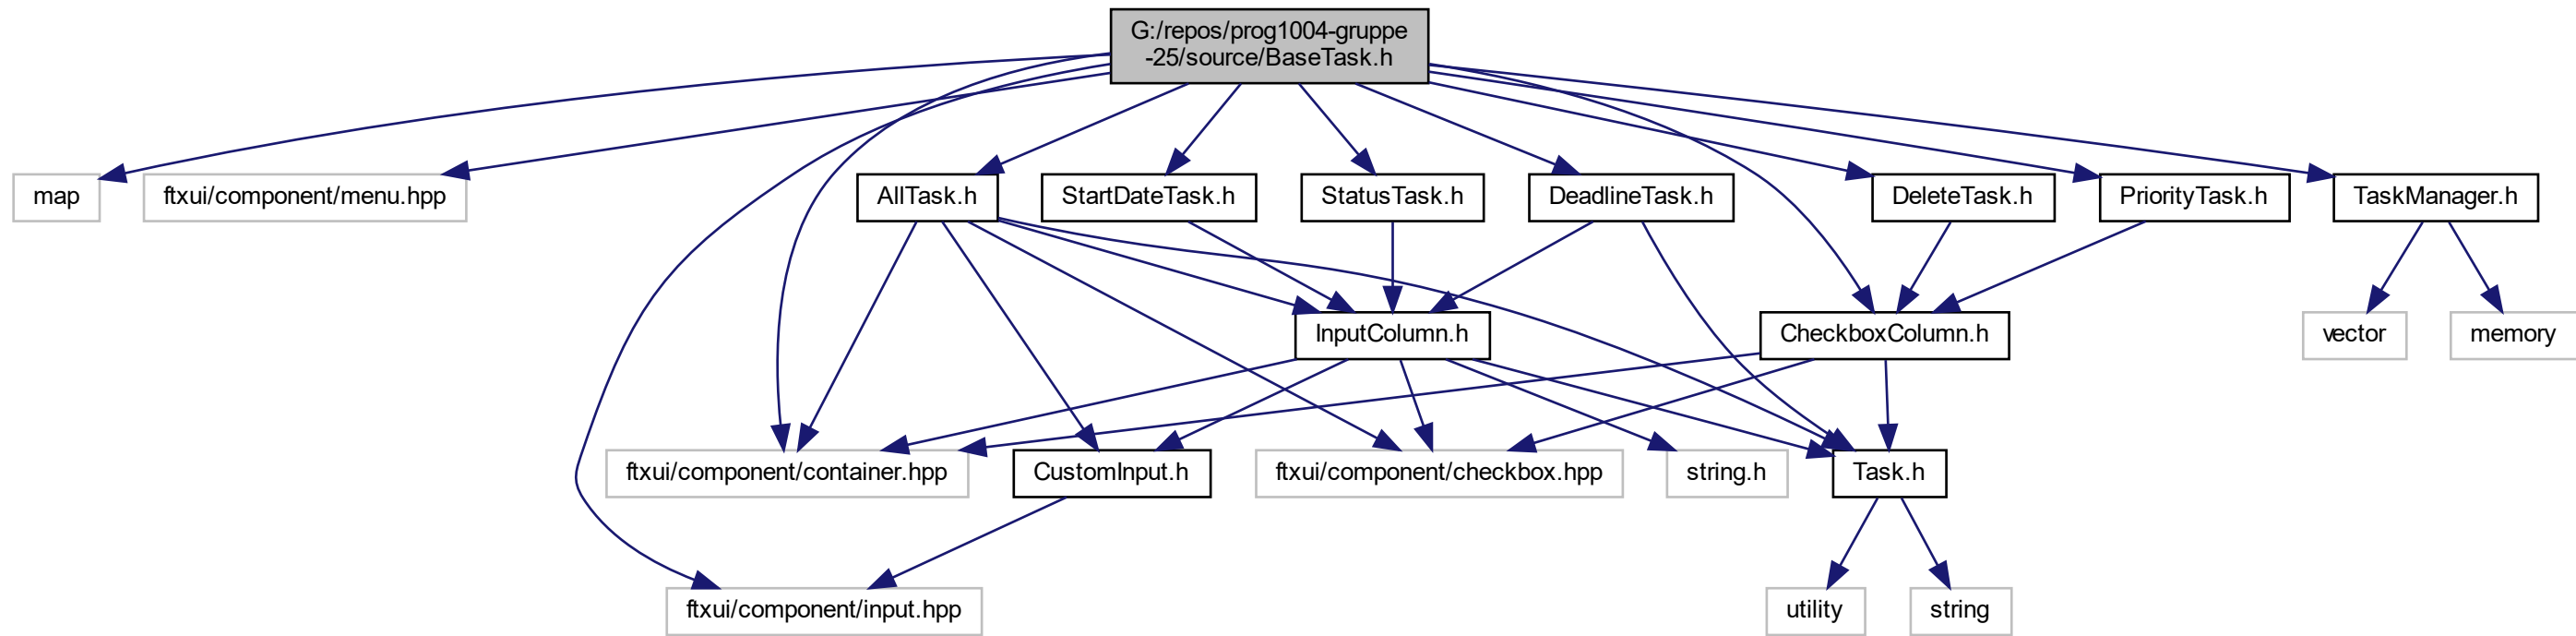 G:/repos/prog1004-gruppe
-25/source/BaseTask.h
map
ftxui/component/menu.hpp
AllTask.h
StartDateTask.h
StatusTask.h
DeadlineTask.h
DeleteTask.h
PriorityTask.h
TaskManager.h
InputColumn.h
CheckboxColumn.h
vector
memory
ftxui/component/container.hpp
CustomInput.h
ftxui/component/checkbox.hpp
string.h
Task.h
ftxui/component/input.hpp
utility
string